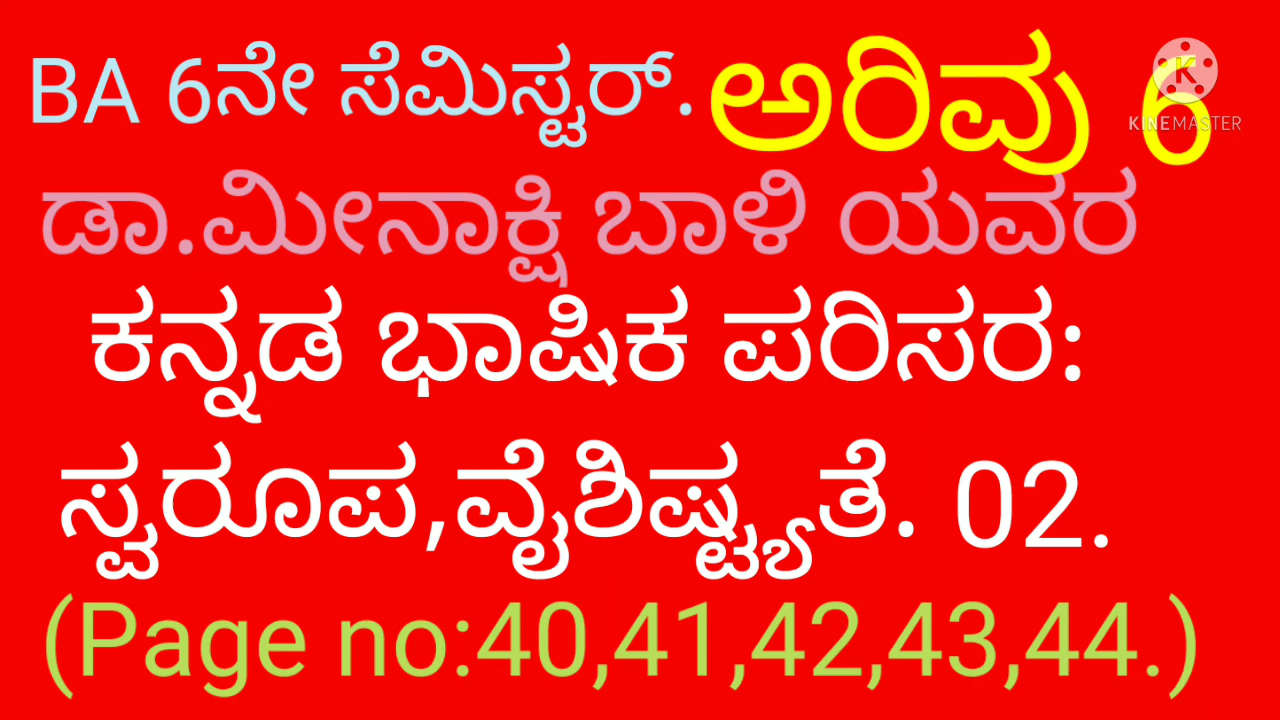 BA 6ನೇ ಸೆಮಿಸ್ಟರ್. ಅರಿವು 6
KINEMASTER
ಡಾ.ಮೀನಾಕ್ಷಿ ಬಾಳಿ ಯವರ
ಕನ್ನಡ ಭಾಷಿಕ ಪರಿಸರ:
ಸ್ವರೂಪ,ವೈಶಿಷ್ಟ್ಯತೆ. 02.
(Page no:40,41,42,43,44.)